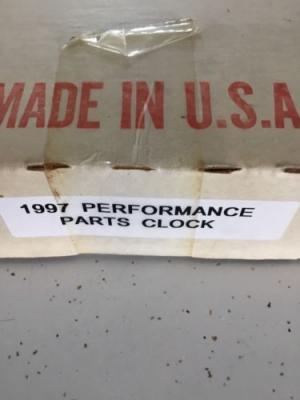 MADE IN U.S.A
1997 PERFORMANCE
PARTS CLOCK